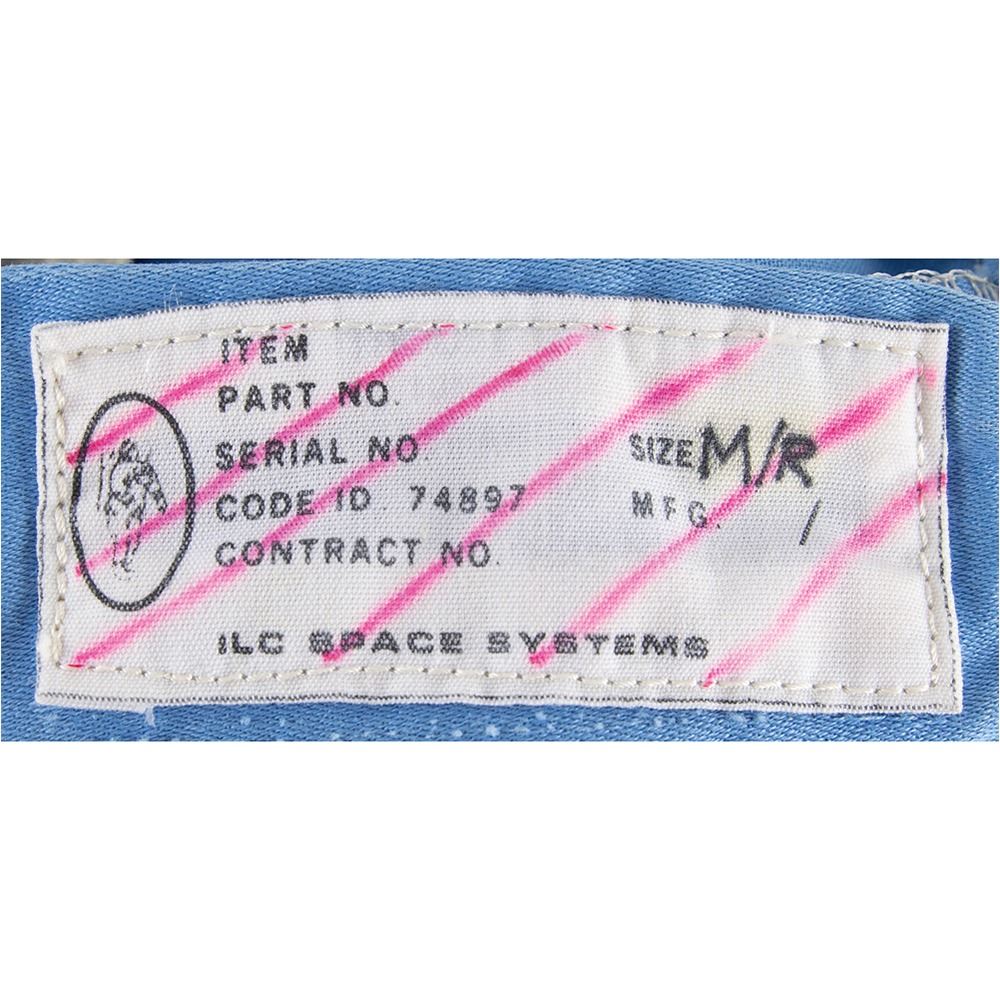 ITEM
PART NO.
SERIAL NO
SIZE M/R
CODE ID. 74897
MFG. /
CONTRACT NO.
ILC SPACE SYSTEMS